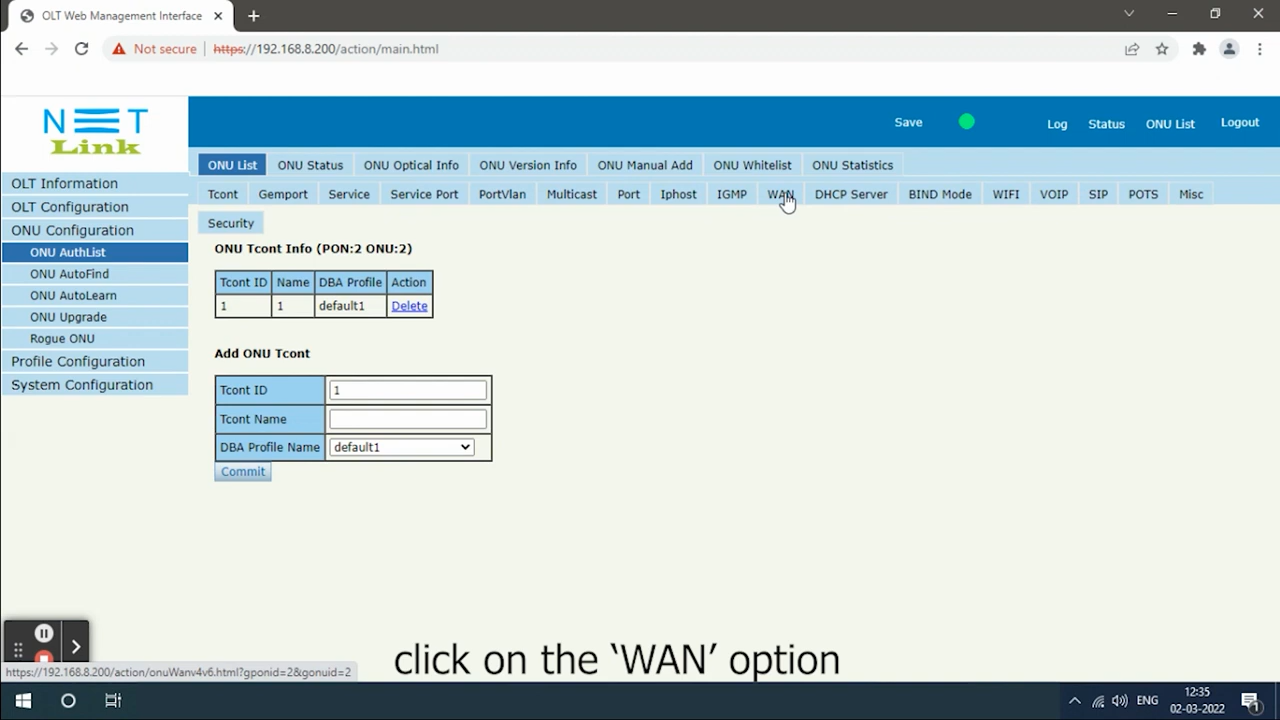 OLT Web Management Interface
Not secure https://192.168.8.200/action/main.html
NET
Link
Save Log Status ONU List Logout
ONU List ONU Status ONU Optical Info ONU Version Info ONU Manual Add ONU Whitelist ONU Statistics
Tcont Gemport Service Service Port PortVlan Multicast Port Iphost IGMP WAN DHCP Server BIND Mode WIFI VOIP SIP POTS Misc
Security
OLT Information
OLT Configuration
ONU Configuration
ONU AuthList
ONU AutoFind
ONU AutoLearn
ONU Upgrade
Rogue ONU
Profile Configuration
System Configuration
ONU Tcont Info (PON:2 ONU:2)
Tcont ID Name DBA Profile Action
1 1 default1 Delete
Add ONU Tcont
Tcont ID 1
Tcont Name
DBA Profile Name default1
Commit
click on the ‘WAN’ option
https://192.168.8.200/action/onuWanv4v6.html?gponid=2&gonuid=2
ENG
12:35
02-03-2022
1